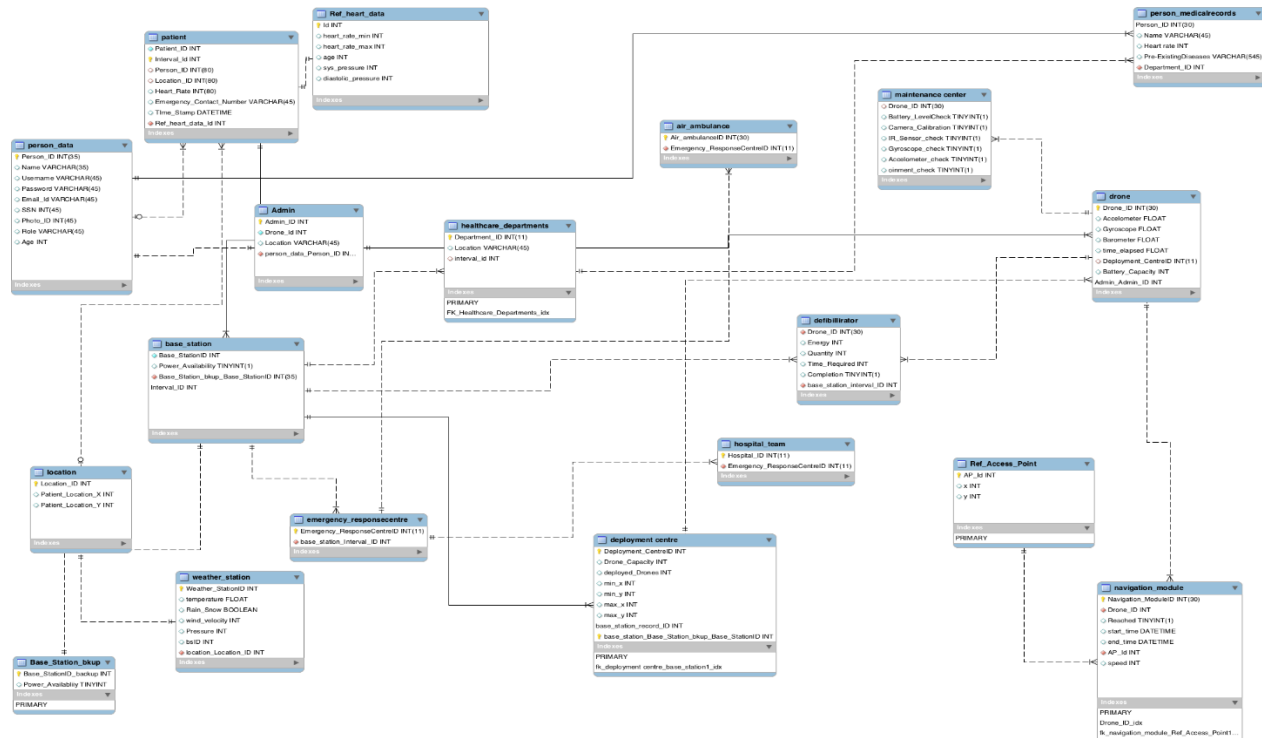 Ref_heart_data
Id INT
heart_rate_min INT
heart_rate_max INT
age INT
sys_pressure INT
diastolic_pressure INT
Indexes
patient
Patient_ID INT
Interval_Id INT
Person_ID INT(80)
Location_ID INT(80)
Heart_Rate INT(80)
Emergency_Contact_Number VARCHAR(45)
Time_Stamp DATETIME
Ref_heart_data_Id INT
Indexes
person_medicalrecords
Person_ID INT(30)
Name VARCHAR(45)
Heart rate INT
Pre-ExistingDiseases VARCHAR(545)
Department_ID INT
Indexes
maintenance center
Drone_ID INT(30)
Battery_LevelCheck TINYINT(1)
Camera_Calibration TINYINT(1)
IR_Sensor_check TINYINT(1)
Gyroscope_check TINYINT(1)
Accelometer_check TINYINT(1)
oinment_check TINYINT(1)
Indexes
air_ambulance
Air_ambulanceID INT(30)
Emergency_ResponseCentreID INT(11)
Indexes
person_data
Person_ID INT(35)
Name VARCHAR(35)
Username VARCHAR(45)
Password VARCHAR(45)
Email_Id VARCHAR(45)
SSN INT(45)
Photo_ID INT(45)
Role VARCHAR(45)
Age INT
Indexes
Admin
Admin_ID INT
Drone_Id INT
Location VARCHAR(45)
person_data_Person_ID IN...
Indexes
healthcare_departments
Department_ID INT(11)
Location VARCHAR(45)
interval_id INT
Indexes
PRIMARY
FK_Healthcare_Departments_idx
drone
Drone_ID INT(30)
Accelometer FLOAT
Gyroscope FLOAT
Barometer FLOAT
time_elapsed FLOAT
Deployment_CentreID INT(11)
Battery_Capacity INT
Admin_Admin_ID INT
Indexes
defibillirator
Drone_ID INT(30)
Energy INT
Quantity INT
Time_Required INT
Completion TINYINT(1)
base_station_interval_ID INT
Indexes
base_station
Base_StationID INT
Power_Availability TINYINT(1)
Base_Station_bkup_Base_StationID INT(35)
Interval_ID INT
Indexes
hospital_team
Hospital_ID INT(11)
Emergency_ResponseCentreID INT(11)
Indexes
Ref_Access_Point
AP_Id INT
x INT
y INT
Indexes
PRIMARY
location
Location_ID INT
Patient_Location_X INT
Patient_Location_Y INT
Indexes
emergency_responsecentre
Emergency_ResponseCentreID INT(11)
base_station_Interval_ID INT
Indexes
deployment centre
Deployment_CentreID INT
Drone_Capacity INT
deployed_Drones INT
min_x INT
min_y INT
max_x INT
max_y INT
base_station_record_ID INT
base_station_Base_Station_bkup_Base_StationID INT
Indexes
PRIMARY
fk_deployment centre_base_station1_idx
weather_station
Weather_StationID INT
temperature FLOAT
Rain_Snow BOOLEAN
wind_velocity INT
Pressure INT
bsID INT
location_Location_ID INT
Indexes
navigation_module
Navigation_ModuleID INT(30)
Drone_ID INT
Reached TINYINT(1)
start_time DATETIME
end_time DATETIME
AP_Id INT
speed INT
Indexes
PRIMARY
Drone_ID_idx
fk_navigation_module_Ref_Access_Point1...
Base_Station_bkup
Base_StationID_backup INT
Power_Availabliy TINYINT
Indexes
PRIMARY